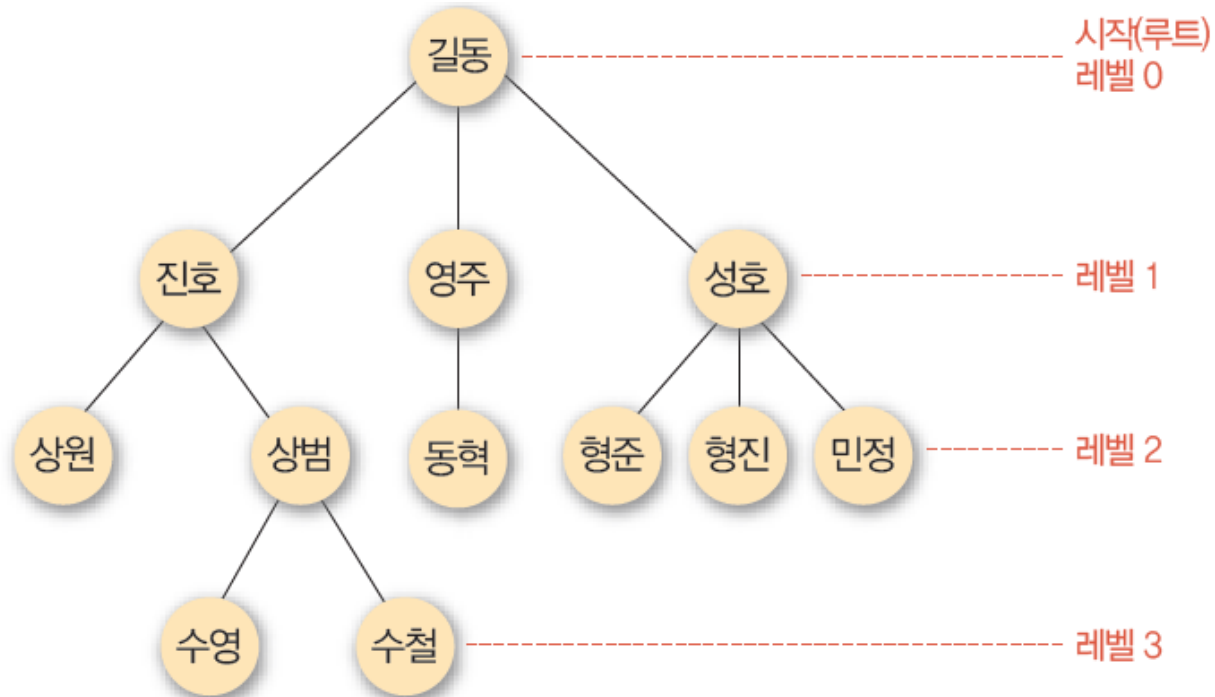 길동
시작(루트)
레벨 0
진호
영주
성호
레벨 1
상원
상범
동혁
형준
형진
민정
레벨 2
수영
수철
레벨 3